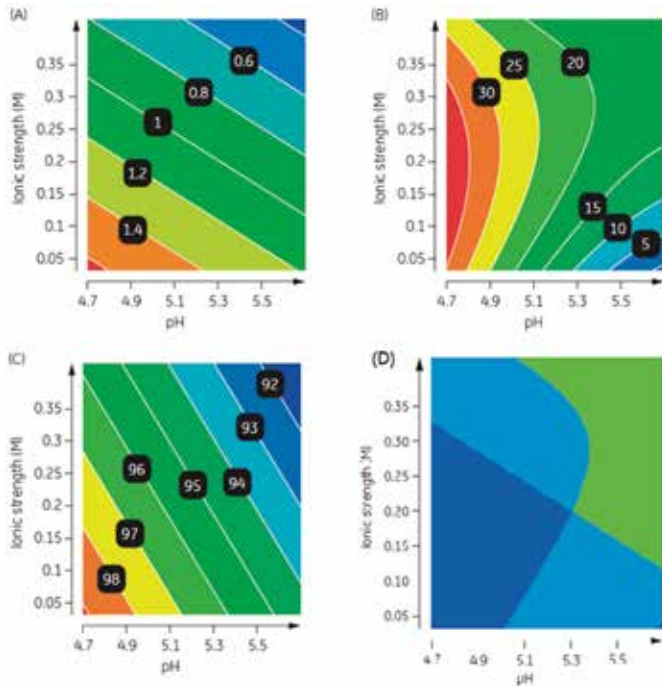 (A)
Ionic strength (M)
0.35
0.3
0.25
0.2
0.15
0.1
0.05
0.6
0.8
1
1.2
1.4
4.7 4.9 5.1 5.3 5.5
pH
(B)
Ionic strength (M)
0.35
0.3
0.25
0.2
0.15
0.1
0.05
20
25
30
15
10
5
4.7 4.9 5.1 5.3 5.5
pH
(C)
Ionic strength (M)
0.35
0.3
0.25
0.2
0.15
0.1
0.05
92
93
96
95
94
97
98
4.7 4.9 5.1 5.3 5.5
pH
(D)
Ionic strength (M)
0.35
0.30
0.25
0.20
0.15
0.10
0.05
4.7 4.9 5.1 5.3 5.5
pH